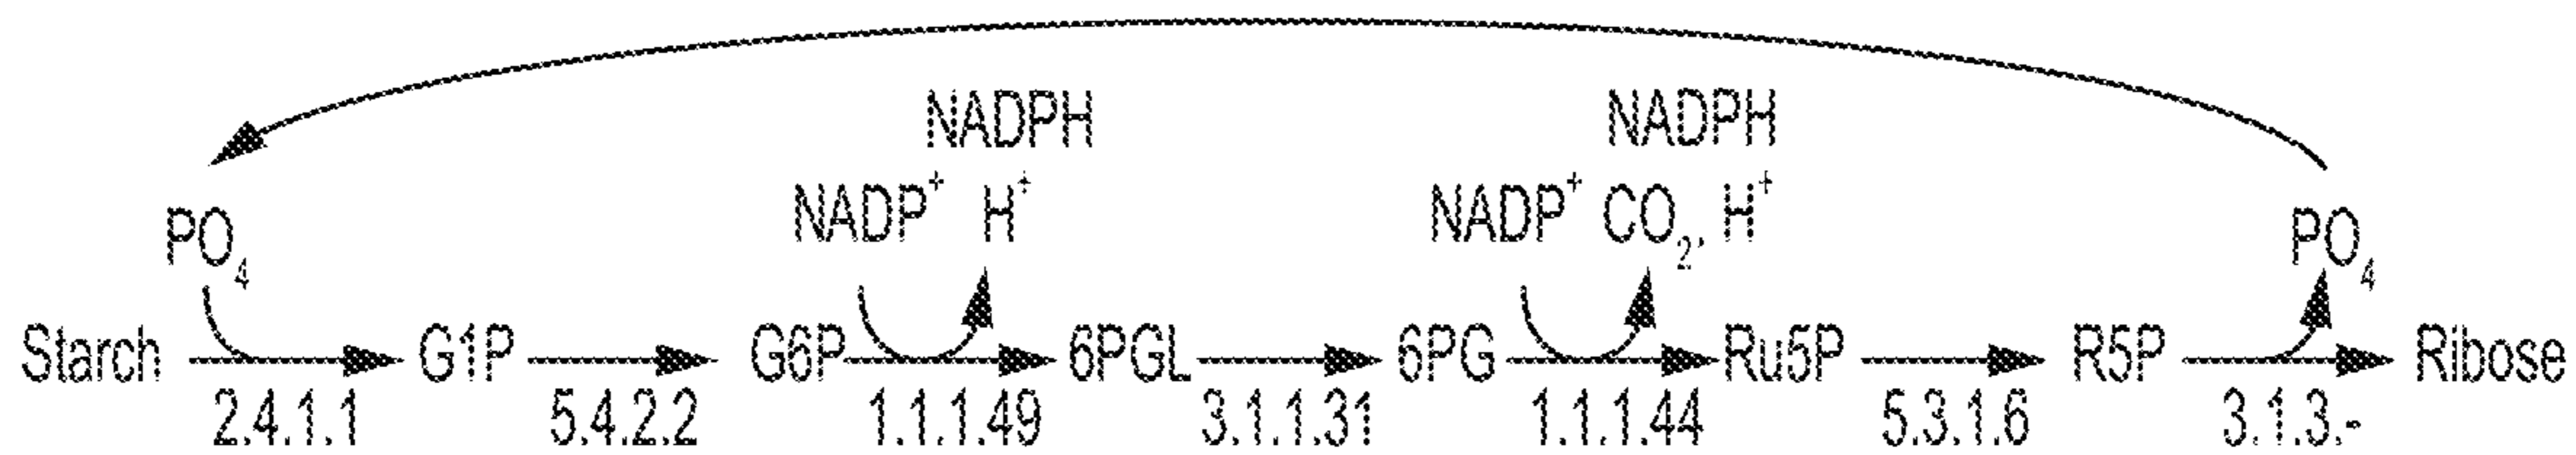 NADPH NADPH
PO₄ NADP⁺ H⁺ NADP⁺ CO₂, H⁺ PO₄
Starch G1P G6P 6PGL 6PG Ru5P R5P Ribose
2.4.1.1 5.4.2.2 1.1.1.49 3.1.1.31 1.1.1.44 5.3.1.6 3.1.3.-